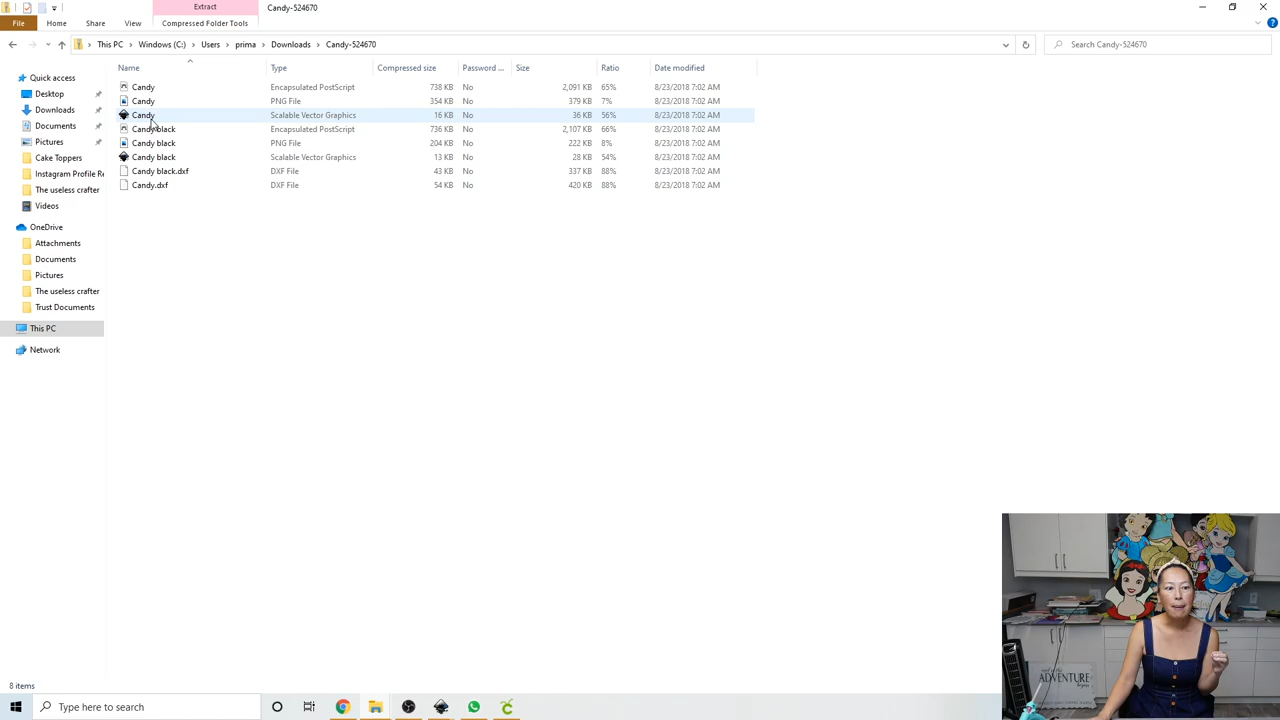 Extract
Candy-524670
File
Home
Share
View
Compressed Folder Tools
This PC
Windows (C:)
Users
prima
Downloads
Candy-524670
Search Candy-524670
Name
Type
Compressed size
Password ...
Size
Ratio
Date modified
Candy Encapsulated PostScript 738 KB No 2,091 KB 65% 8/23/2018 7:02 AM
Candy PNG File 354 KB No 379 KB 7% 8/23/2018 7:02 AM
Candy Scalable Vector Graphics 16 KB No 36 KB 56% 8/23/2018 7:02 AM
Candy black Encapsulated PostScript 736 KB No 2,107 KB 66% 8/23/2018 7:02 AM
Candy black PNG File 204 KB No 222 KB 8% 8/23/2018 7:02 AM
Candy black Scalable Vector Graphics 13 KB No 28 KB 54% 8/23/2018 7:02 AM
Candy black.dxf DXF File 43 KB No 337 KB 88% 8/23/2018 7:02 AM
Candy.dxf DXF File 54 KB No 420 KB 88% 8/23/2018 7:02 AM
Quick access
Desktop
Downloads
Documents
Pictures
Cake Toppers
Instagram Profile Re
The useless crafter
Videos
OneDrive
Attachments
Documents
Pictures
The useless crafter
Trust Documents
This PC
Network
ADVENTURE
8 items
Type here to search